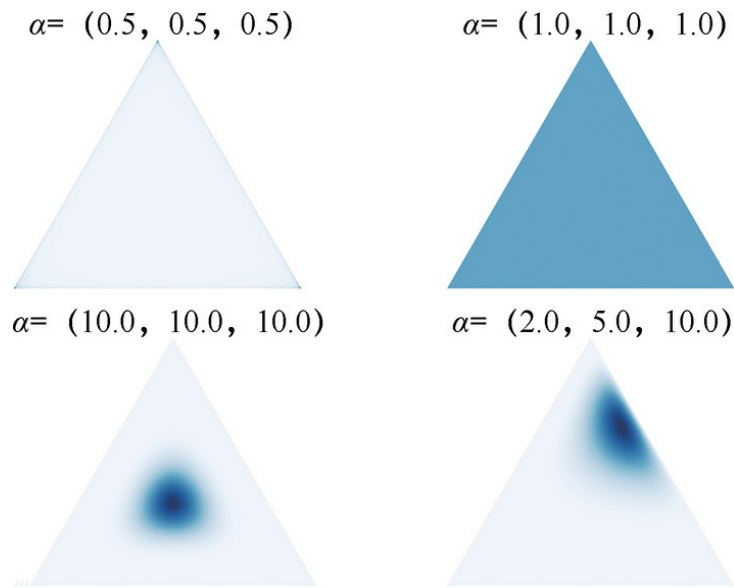 α= (0.5, 0.5, 0.5)
α= (1.0, 1.0, 1.0)
α= (10.0, 10.0, 10.0)
α= (2.0, 5.0, 10.0)